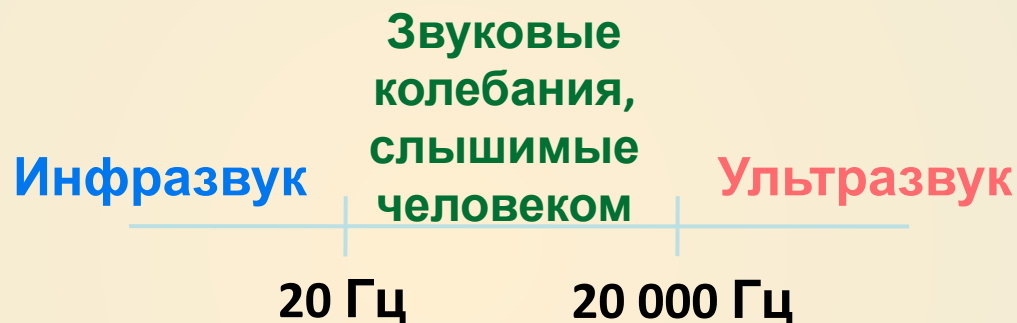 Звуковые
колебания,
слышимые
человеком
Инфразвук
Ультразвук
20 Гц
20 000 Гц